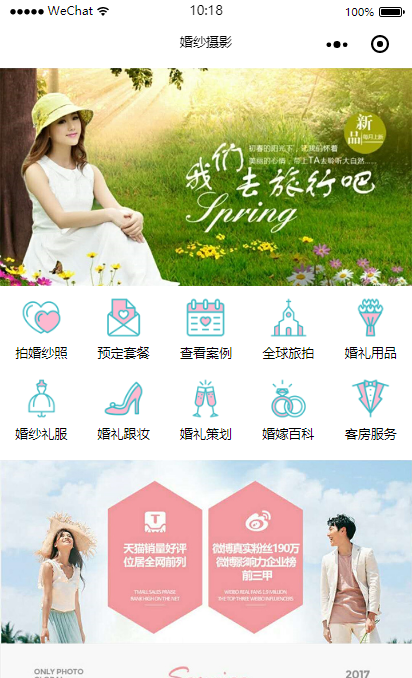 WeChat
10:18
100%
婚纱摄影
新品
每月上新
初春的阳光下，让我们怀着
美丽的心情，带上TA去聆听大自然......
我们去旅行吧
Spring
拍婚纱照
预定套餐
查看案例
全球旅拍
婚礼用品
婚纱礼服
婚礼跟妆
婚礼策划
婚嫁百科
客房服务
天猫销量好评
位居全网前列
TMALL SALES PRAISE
RANK HIGH ON THE NET
微博真实粉丝190万
微博影响力企业榜
前三甲
WEIBO REAL FANS 1.9 MILLION
THE TOP THREE WEIBO INFLUENCERS
ONLY PHOTO
2017